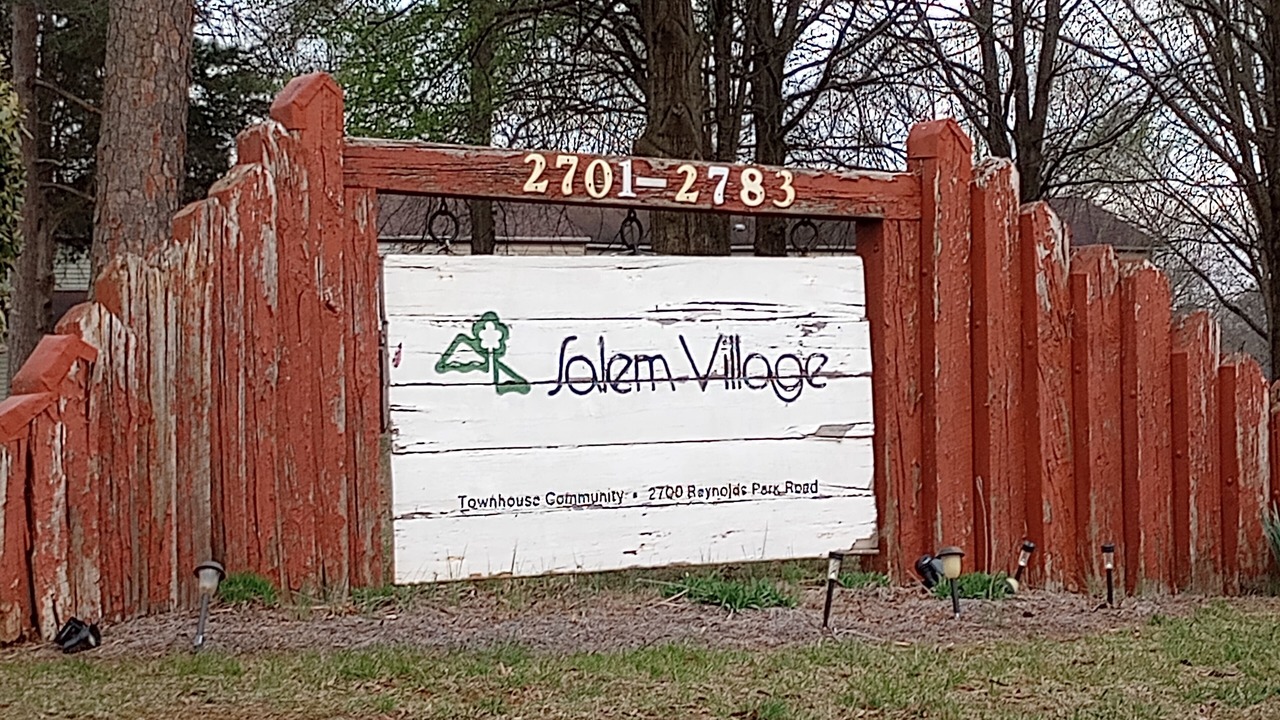 2701-2783
Salem Village
Townhouse Community • 2700 Reynolds Park Road